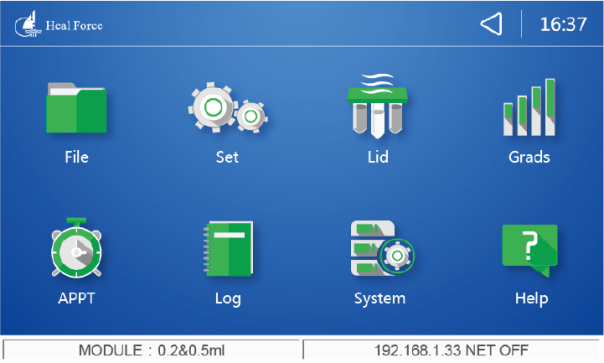 Heal Force
16:37
File
Set
Lid
Grads
?
APPT
Log
System
Help
MODULE : 0.2&0.5ml
192.168.1.33 NET OFF